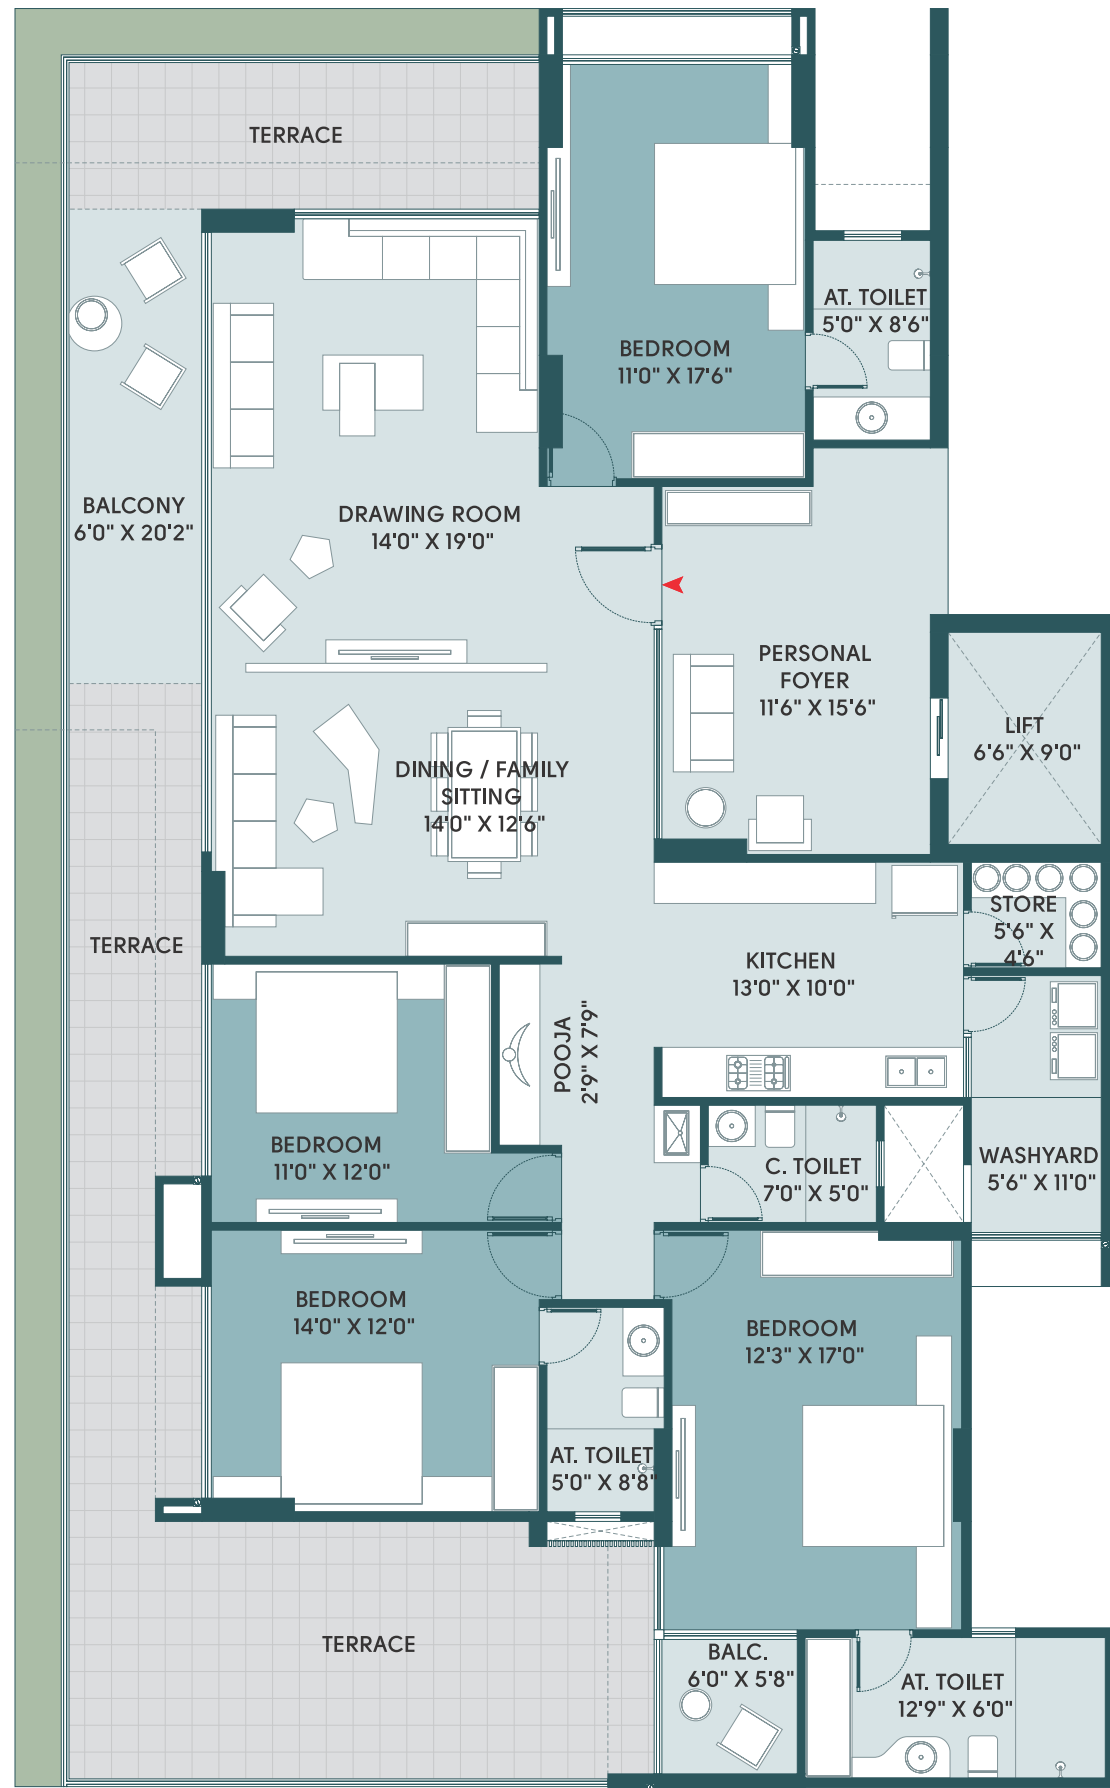 TERRACE
AT. TOILET
5'0" X 8'6"
BEDROOM
11'0" X 17'6"
BALCONY
6'0" X 20'2"
DRAWING ROOM
14'0" X 19'0"
PERSONAL
FOYER
11'6" X 15'6"
LIFT
6'6" X 9'0"
DINING / FAMILY
SITTING
14'0" X 12'6"
STORE
5'6" X
4'6"
TERRACE
KITCHEN
13'0" X 10'0"
POOJA
2'9" X 7'9"
BEDROOM
11'0" X 12'0"
C. TOILET
7'0" X 5'0"
WASHYARD
5'6" X 11'0"
BEDROOM
14'0" X 12'0"
BEDROOM
12'3" X 17'0"
AT. TOILET
5'0" X 8'8"
TERRACE
BALC.
6'0" X 5'8"
AT. TOILET
12'9" X 6'0"